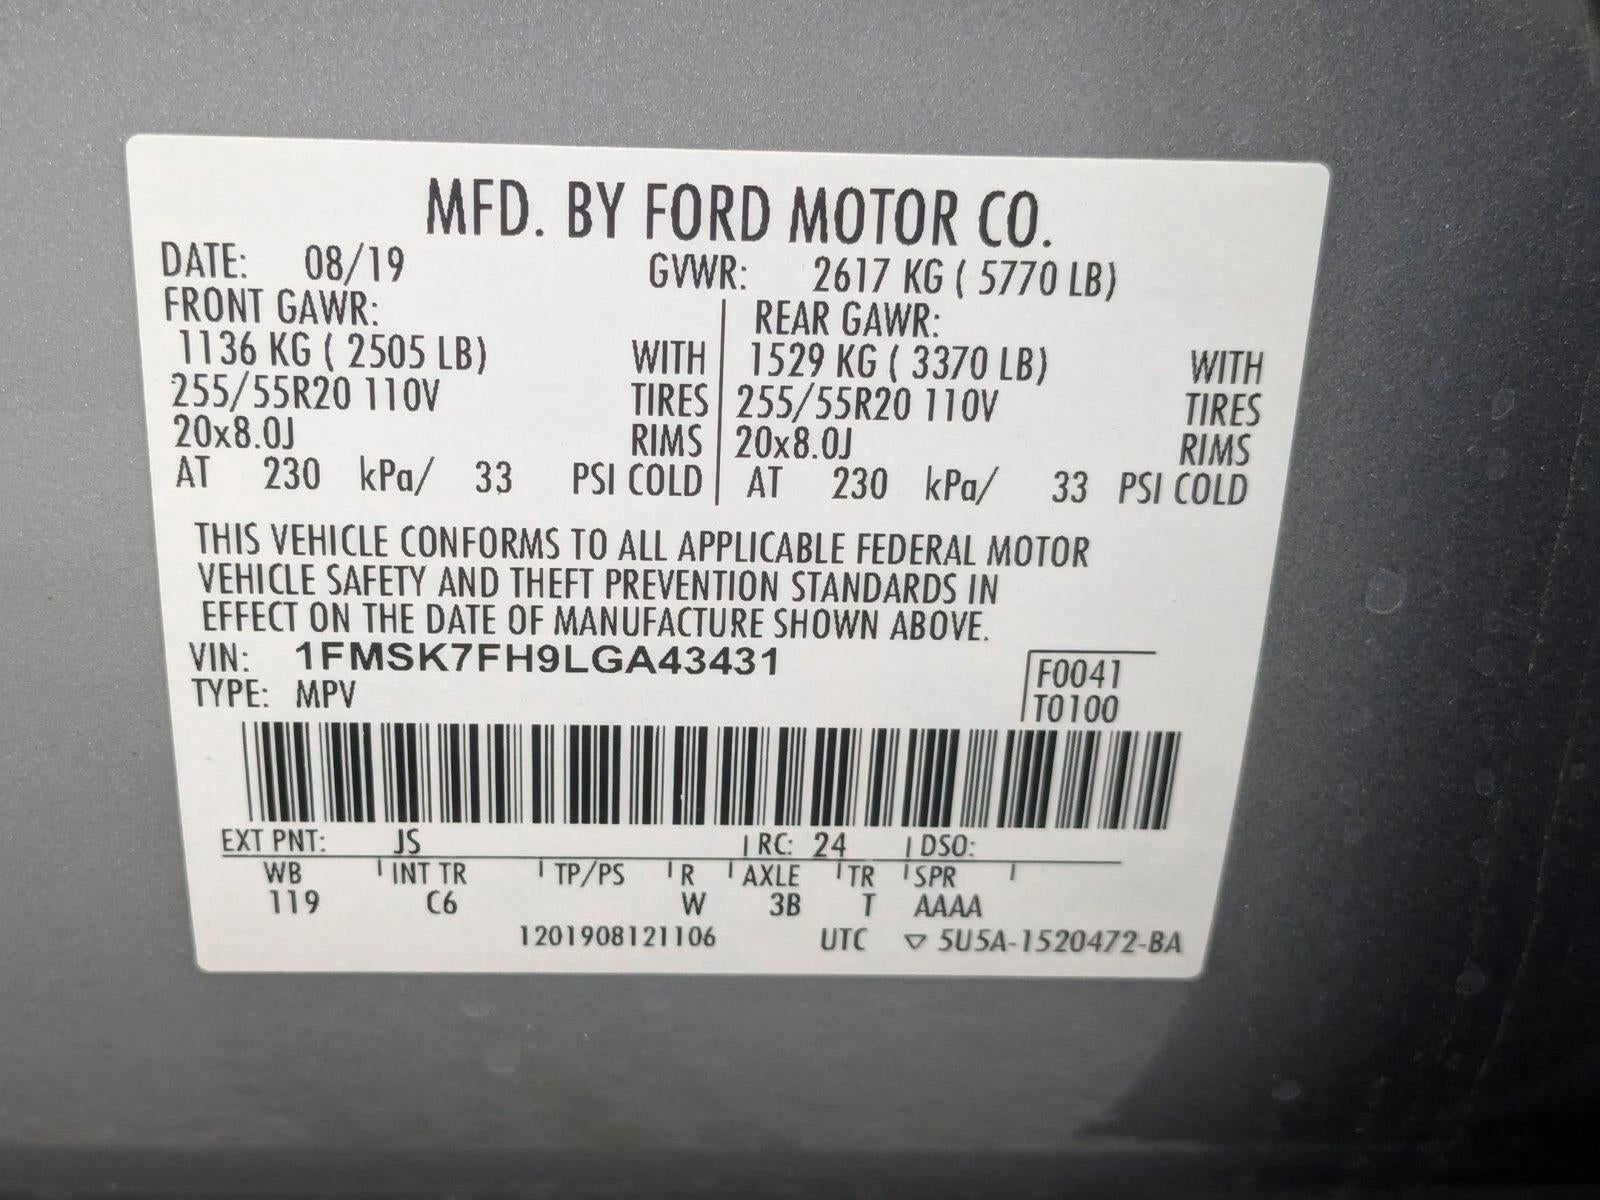 MFD. BY FORD MOTOR CO.
DATE: 08/19 GVWR: 2617 KG ( 5770 LB)
FRONT GAWR: REAR GAWR:
1136 KG ( 2505 LB) WITH 1529 KG ( 3370 LB) WITH
255/55R20 110V TIRES 255/55R20 110V TIRES
20x8.0J RIMS 20x8.0J RIMS
AT 230 kPa/ 33 PSI COLD AT 230 kPa/ 33 PSI COLD
THIS VEHICLE CONFORMS TO ALL APPLICABLE FEDERAL MOTOR
VEHICLE SAFETY AND THEFT PREVENTION STANDARDS IN
EFFECT ON THE DATE OF MANUFACTURE SHOWN ABOVE.
VIN: 1FMSK7FH9LGA43431 F0041
TYPE: MPV T0100
EXT PNT: JS RC: 24 DSO:
WB INT TR TP/PS R AXLE TR SPR
119 C6 W 3B T AAAA
1201908121106 UTC ▽ 5U5A-1520472-BA